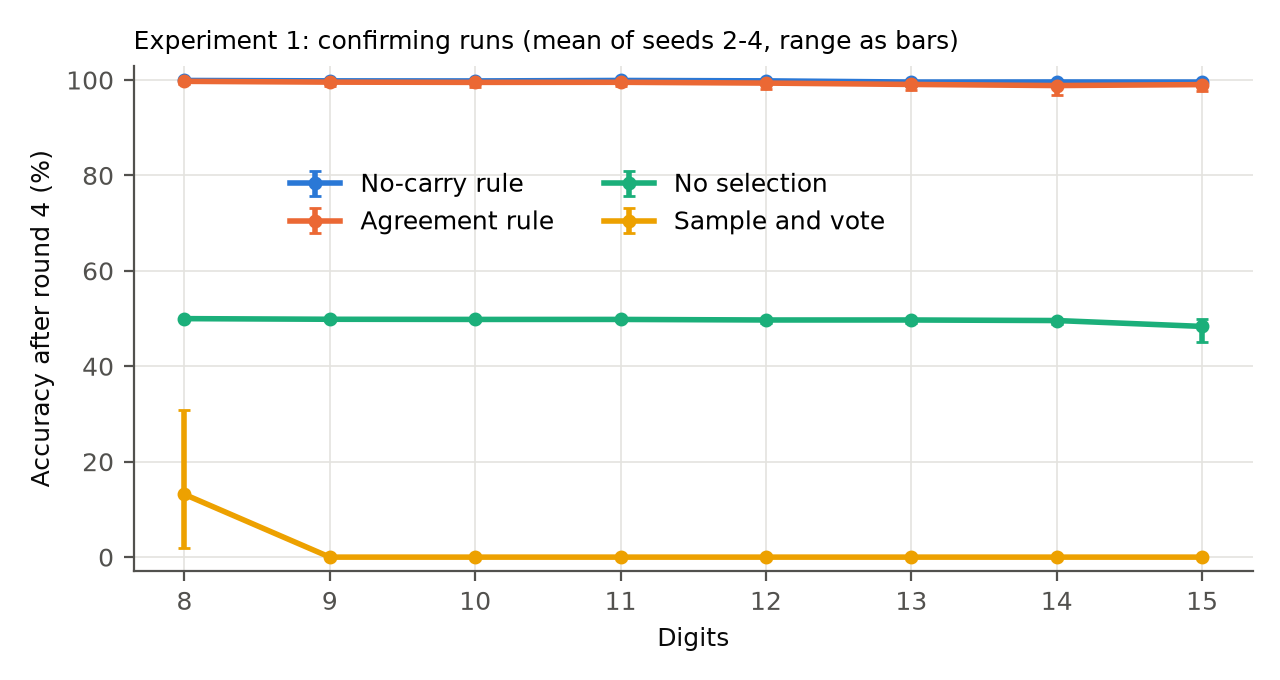 Experiment 1: confirming runs (mean of seeds 2-4, range as bars)
Accuracy after round 4 (%)
100
80
60
40
20
0
No-carry rule
No selection
Agreement rule
Sample and vote
8 9 10 11 12 13 14 15
Digits